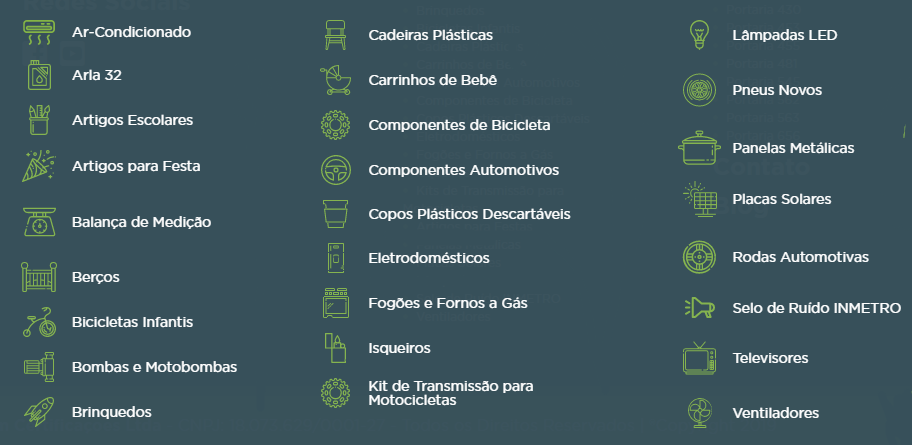 Ar-Condicionado
Arla 32
Artigos Escolares
Artigos para Festa
Balança de Medição
Berços
Bicicletas Infantis
Bombas e Motobombas
Brinquedos
Cadeiras Plásticas
Carrinhos de Bebê
Componentes de Bicicleta
Componentes Automotivos
Copos Plásticos Descartáveis
Eletrodomésticos
Fogões e Fornos a Gás
Isqueiros
Kit de Transmissão para
Motocicletas
Lâmpadas LED
Pneus Novos
Panelas Metálicas
Placas Solares
Rodas Automotivas
Selo de Ruído INMETRO
Televisores
Ventiladores